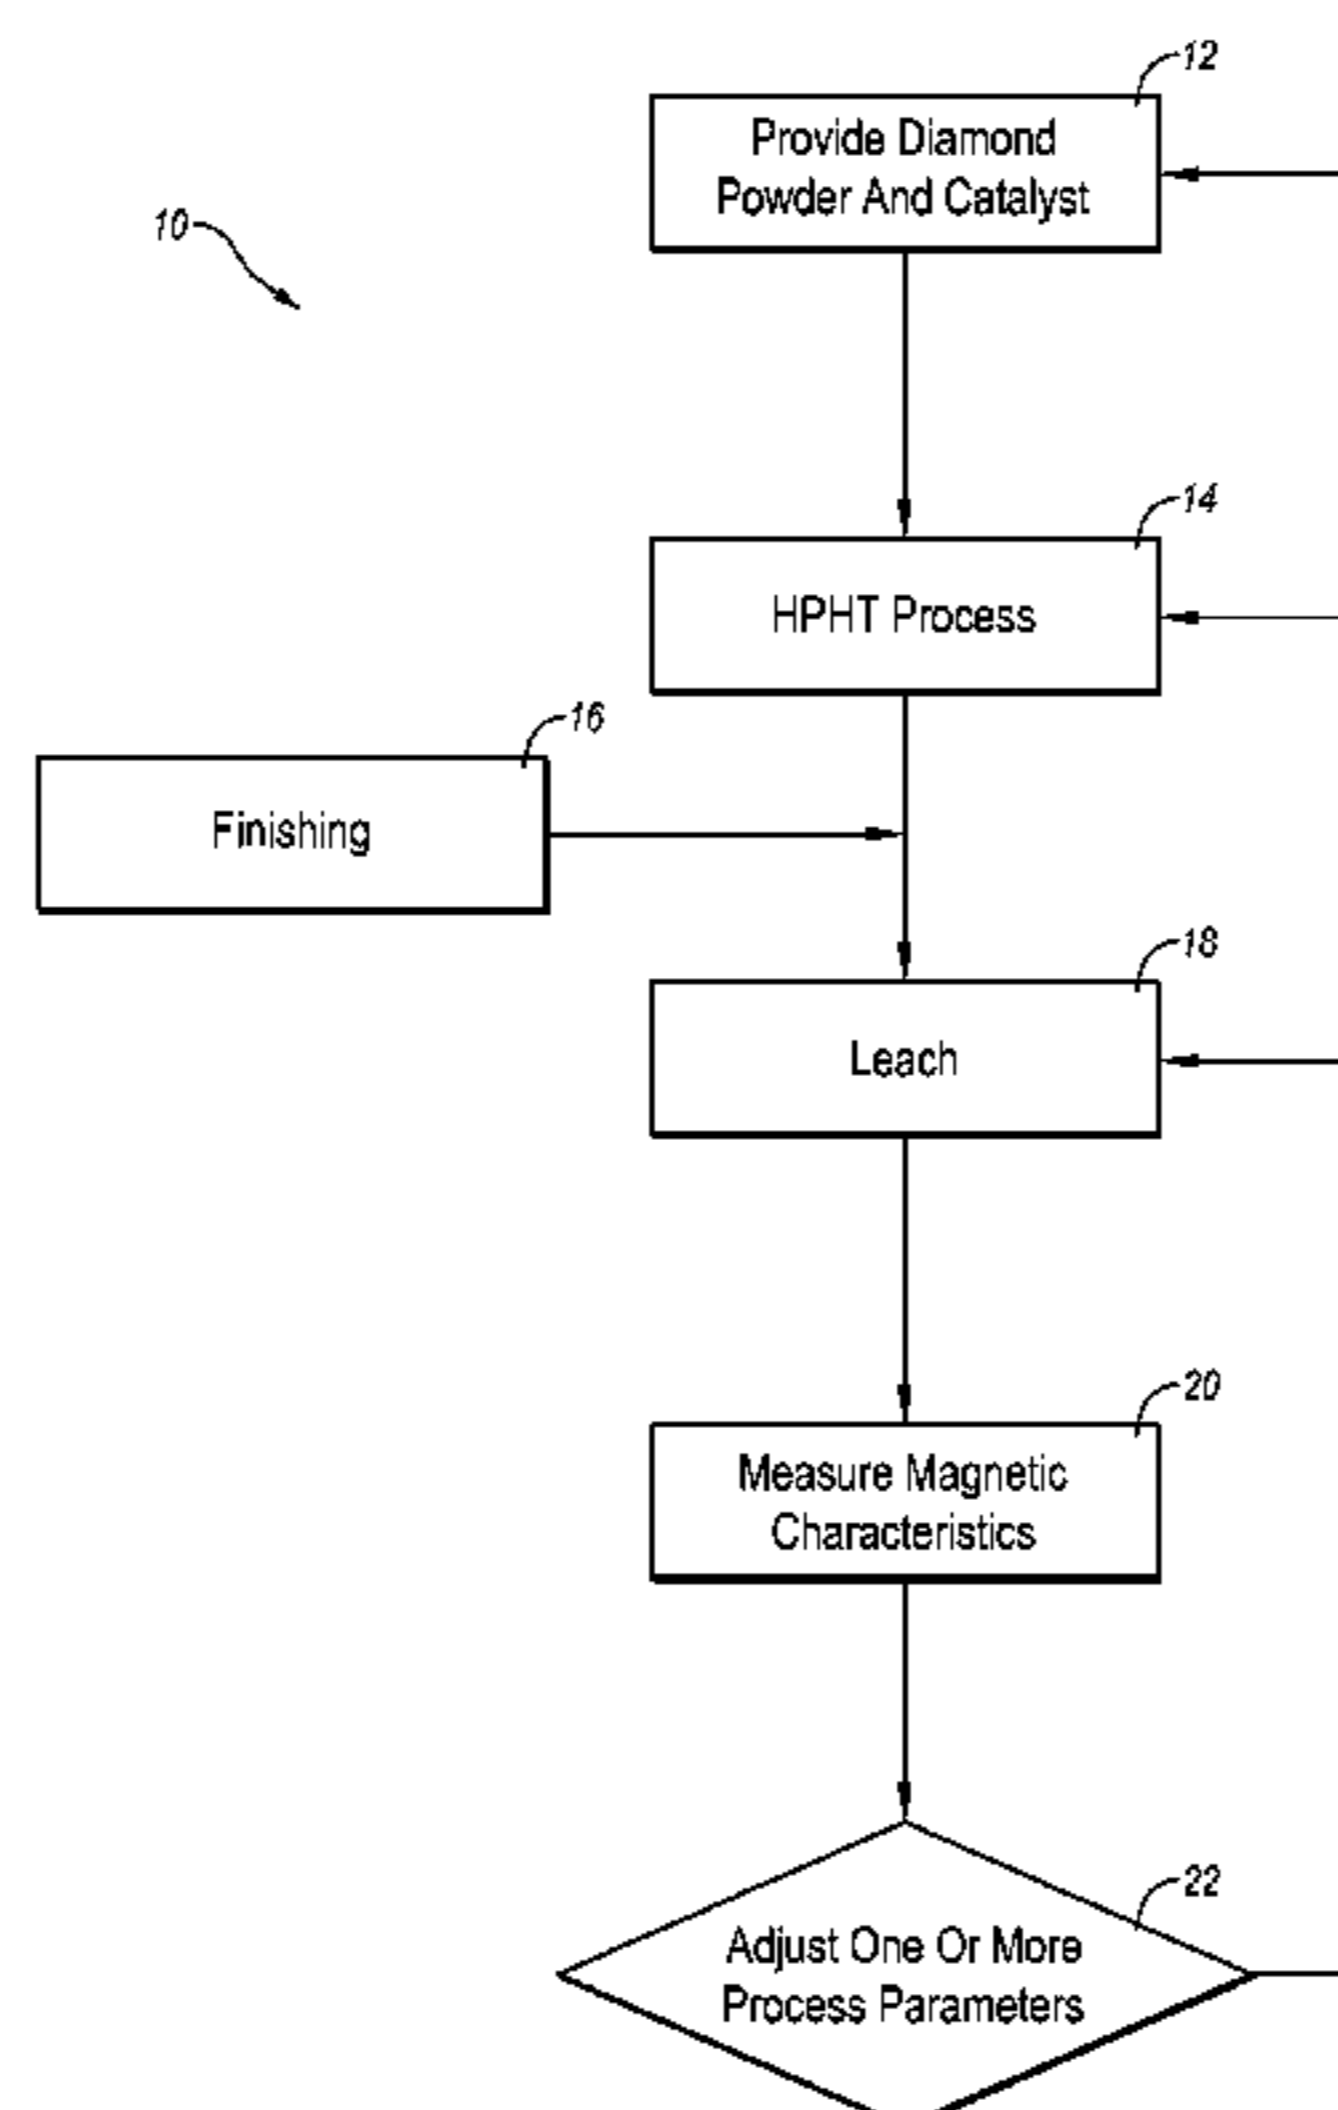 12
Provide Diamond
Powder And Catalyst
10
14
HPHT Process
16
Finishing
18
Leach
20
Measure Magnetic
Characteristics
22
Adjust One Or More
Process Parameters